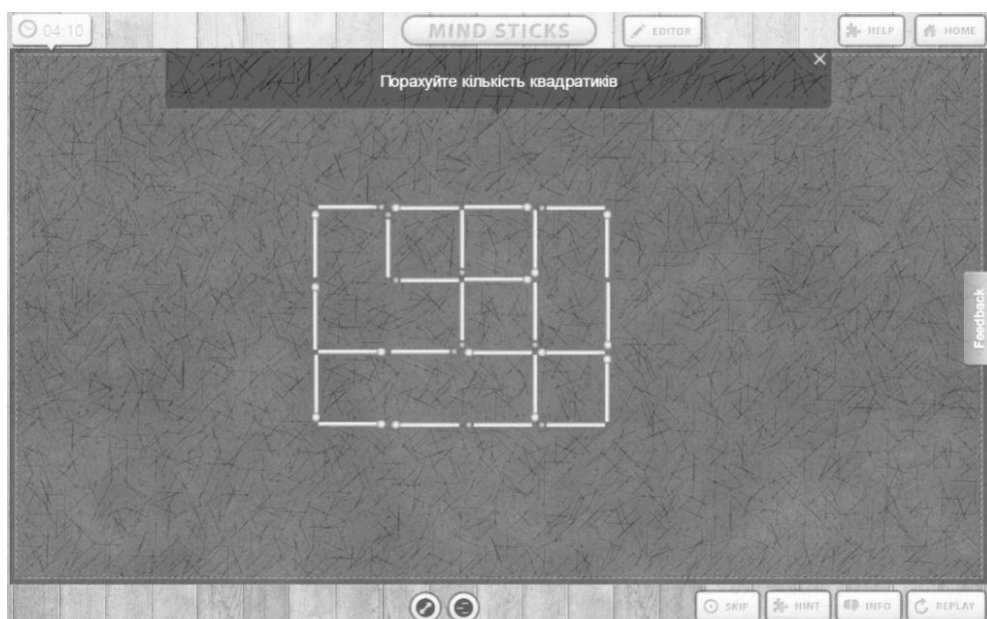 04:10
MIND STICKS
EDITOR
HELP
HOME
Порахуйте кількість квадратиків
Feedback
SKIP
HINT
INFO
REPLAY